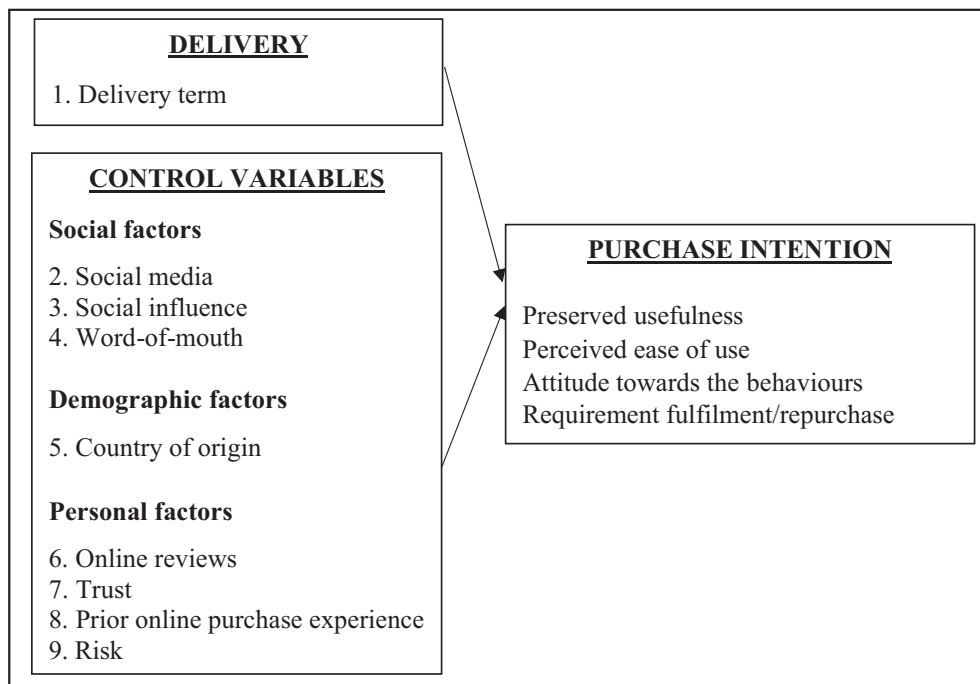 DELIVERY
1. Delivery term
CONTROL VARIABLES
Social factors
2. Social media
3. Social influence
4. Word-of-mouth
Demographic factors
5. Country of origin
Personal factors
6. Online reviews
7. Trust
8. Prior online purchase experience
9. Risk
PURCHASE INTENTION
Preserved usefulness
Perceived ease of use
Attitude towards the behaviours
Requirement fulfilment/repurchase